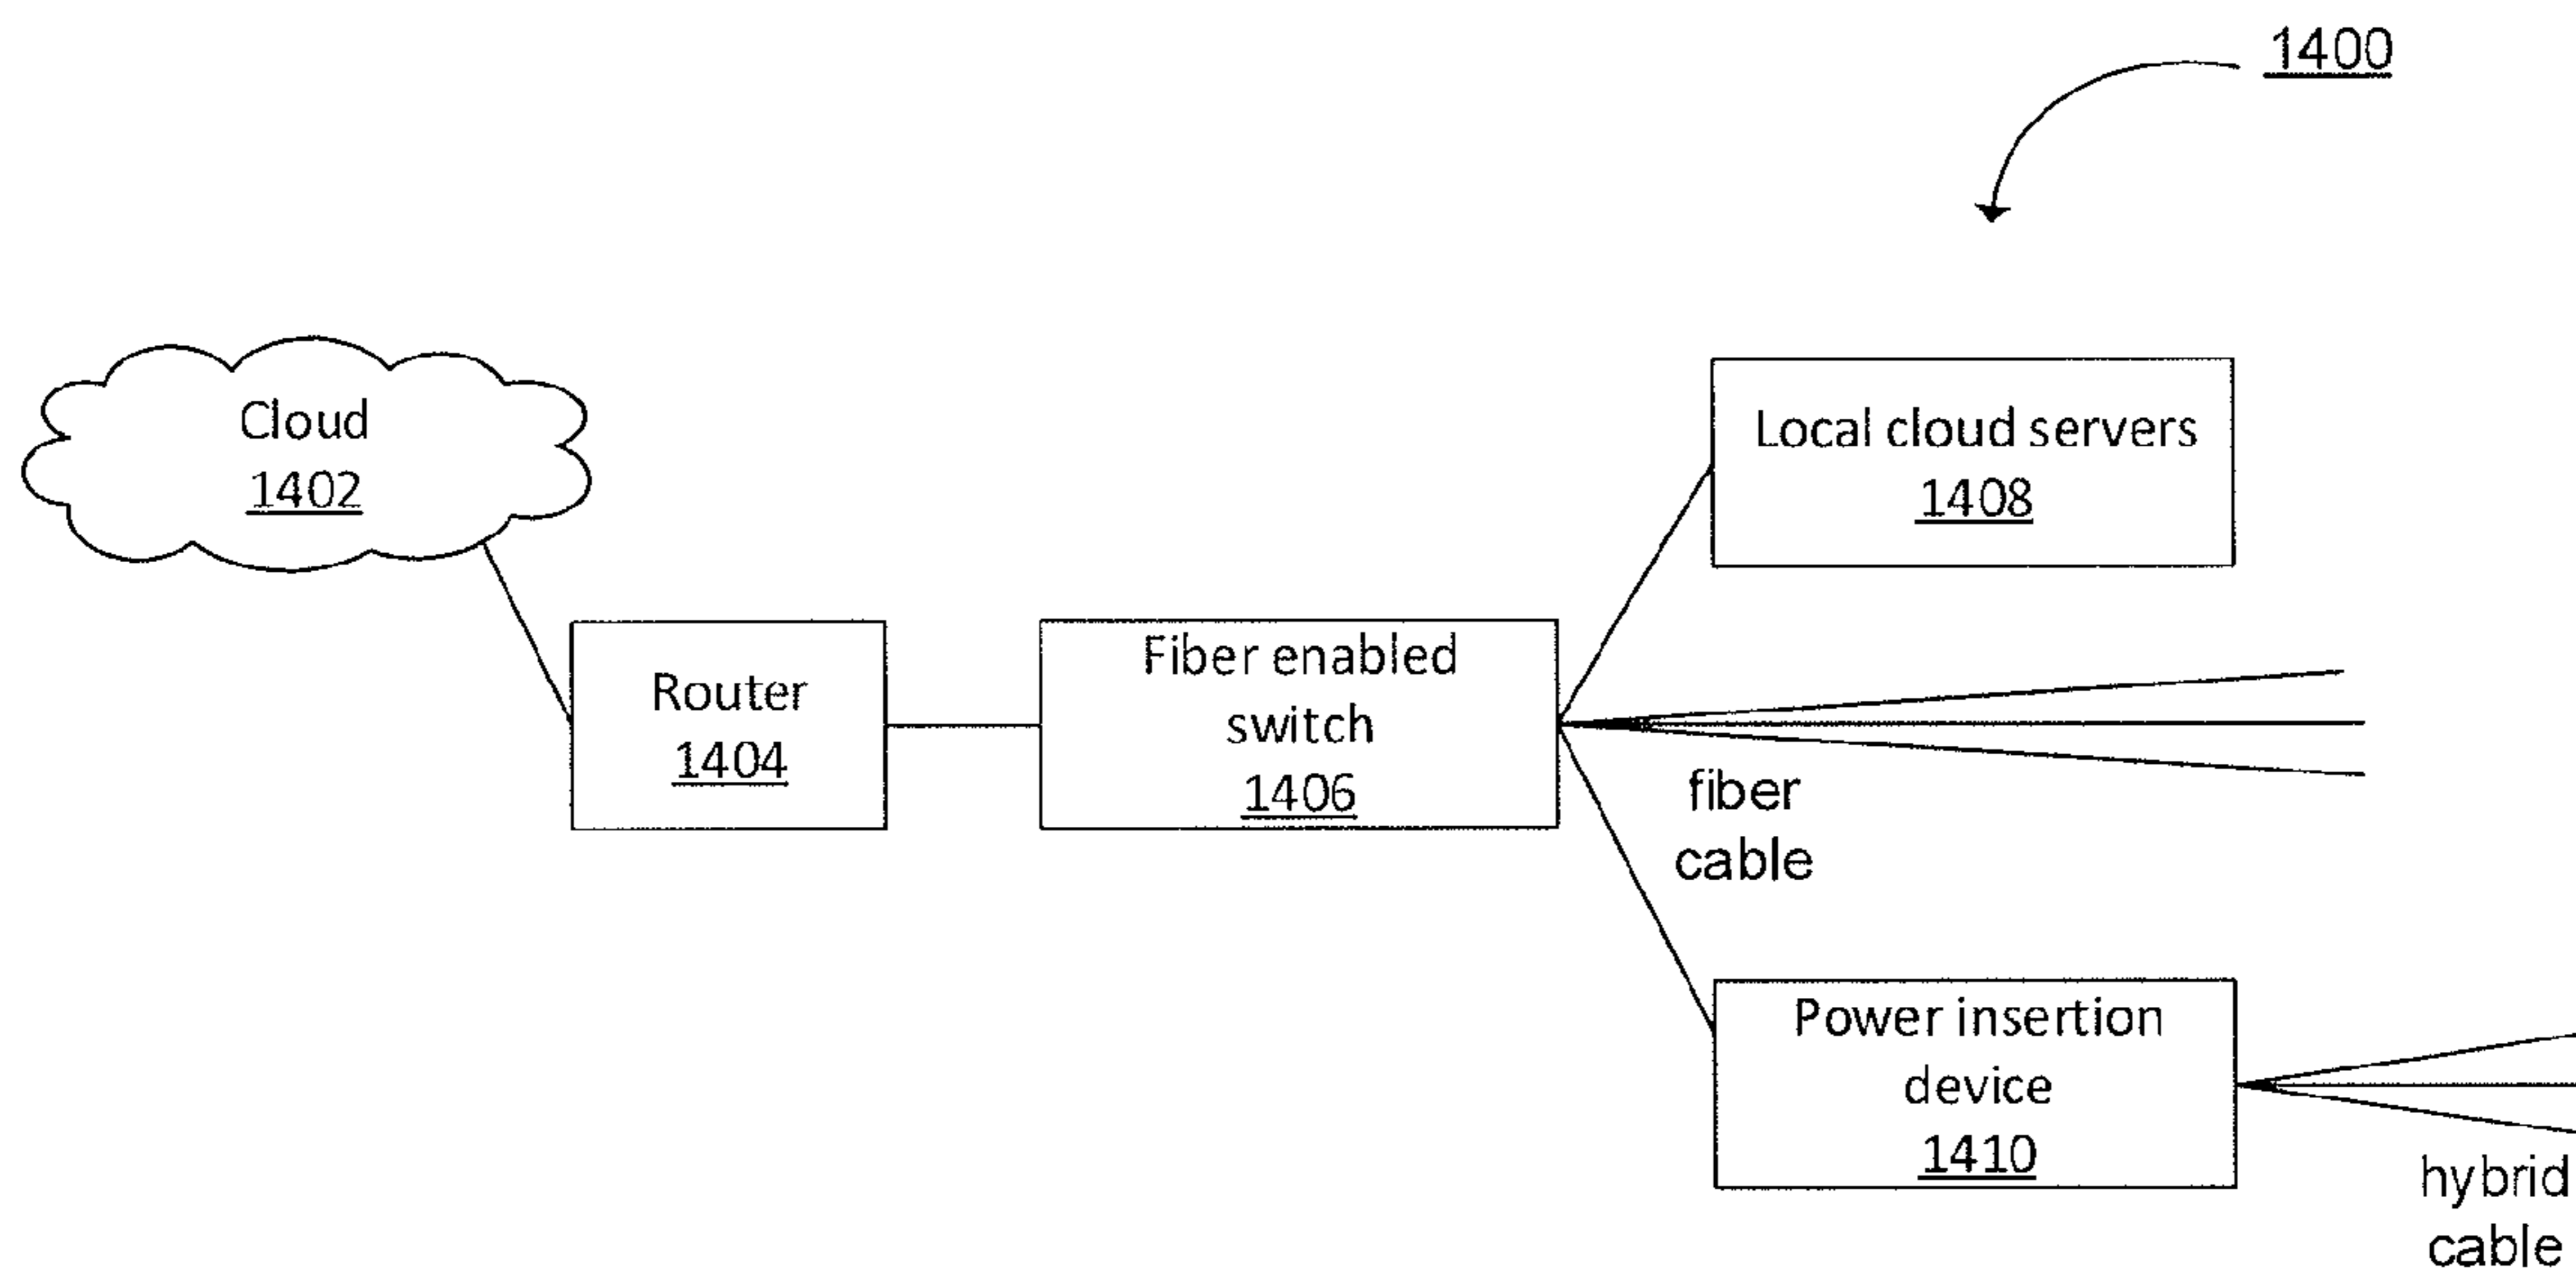 1400
Cloud
1402
Local cloud servers
1408
Router
1404
Fiber enabled
switch
1406
fiber
cable
Power insertion
device
1410
hybrid
cable